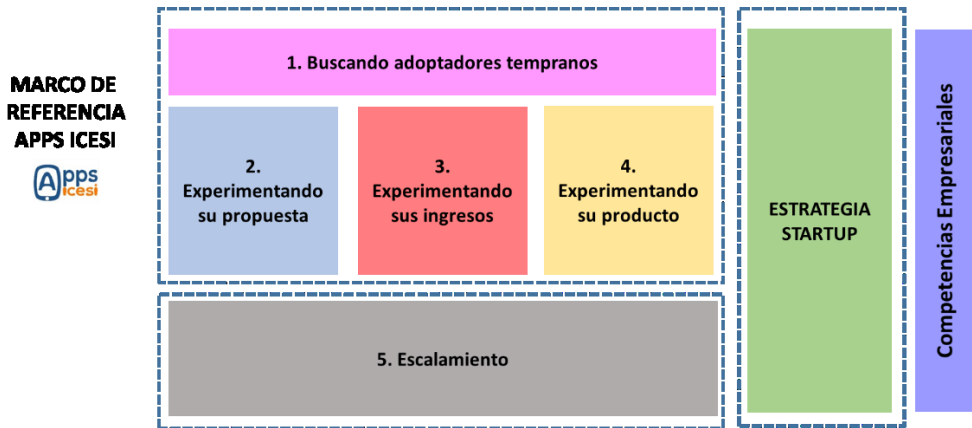 MARCO DE
REFERENCIA
APPS ICESI
Apps
icesi
1. Buscando adoptadores tempranos
2.
Experimentando
su propuesta
3.
Experimentando
sus ingresos
4.
Experimentando
su producto
5. Escalamiento
ESTRATEGIA
STARTUP
Competencias Empresariales